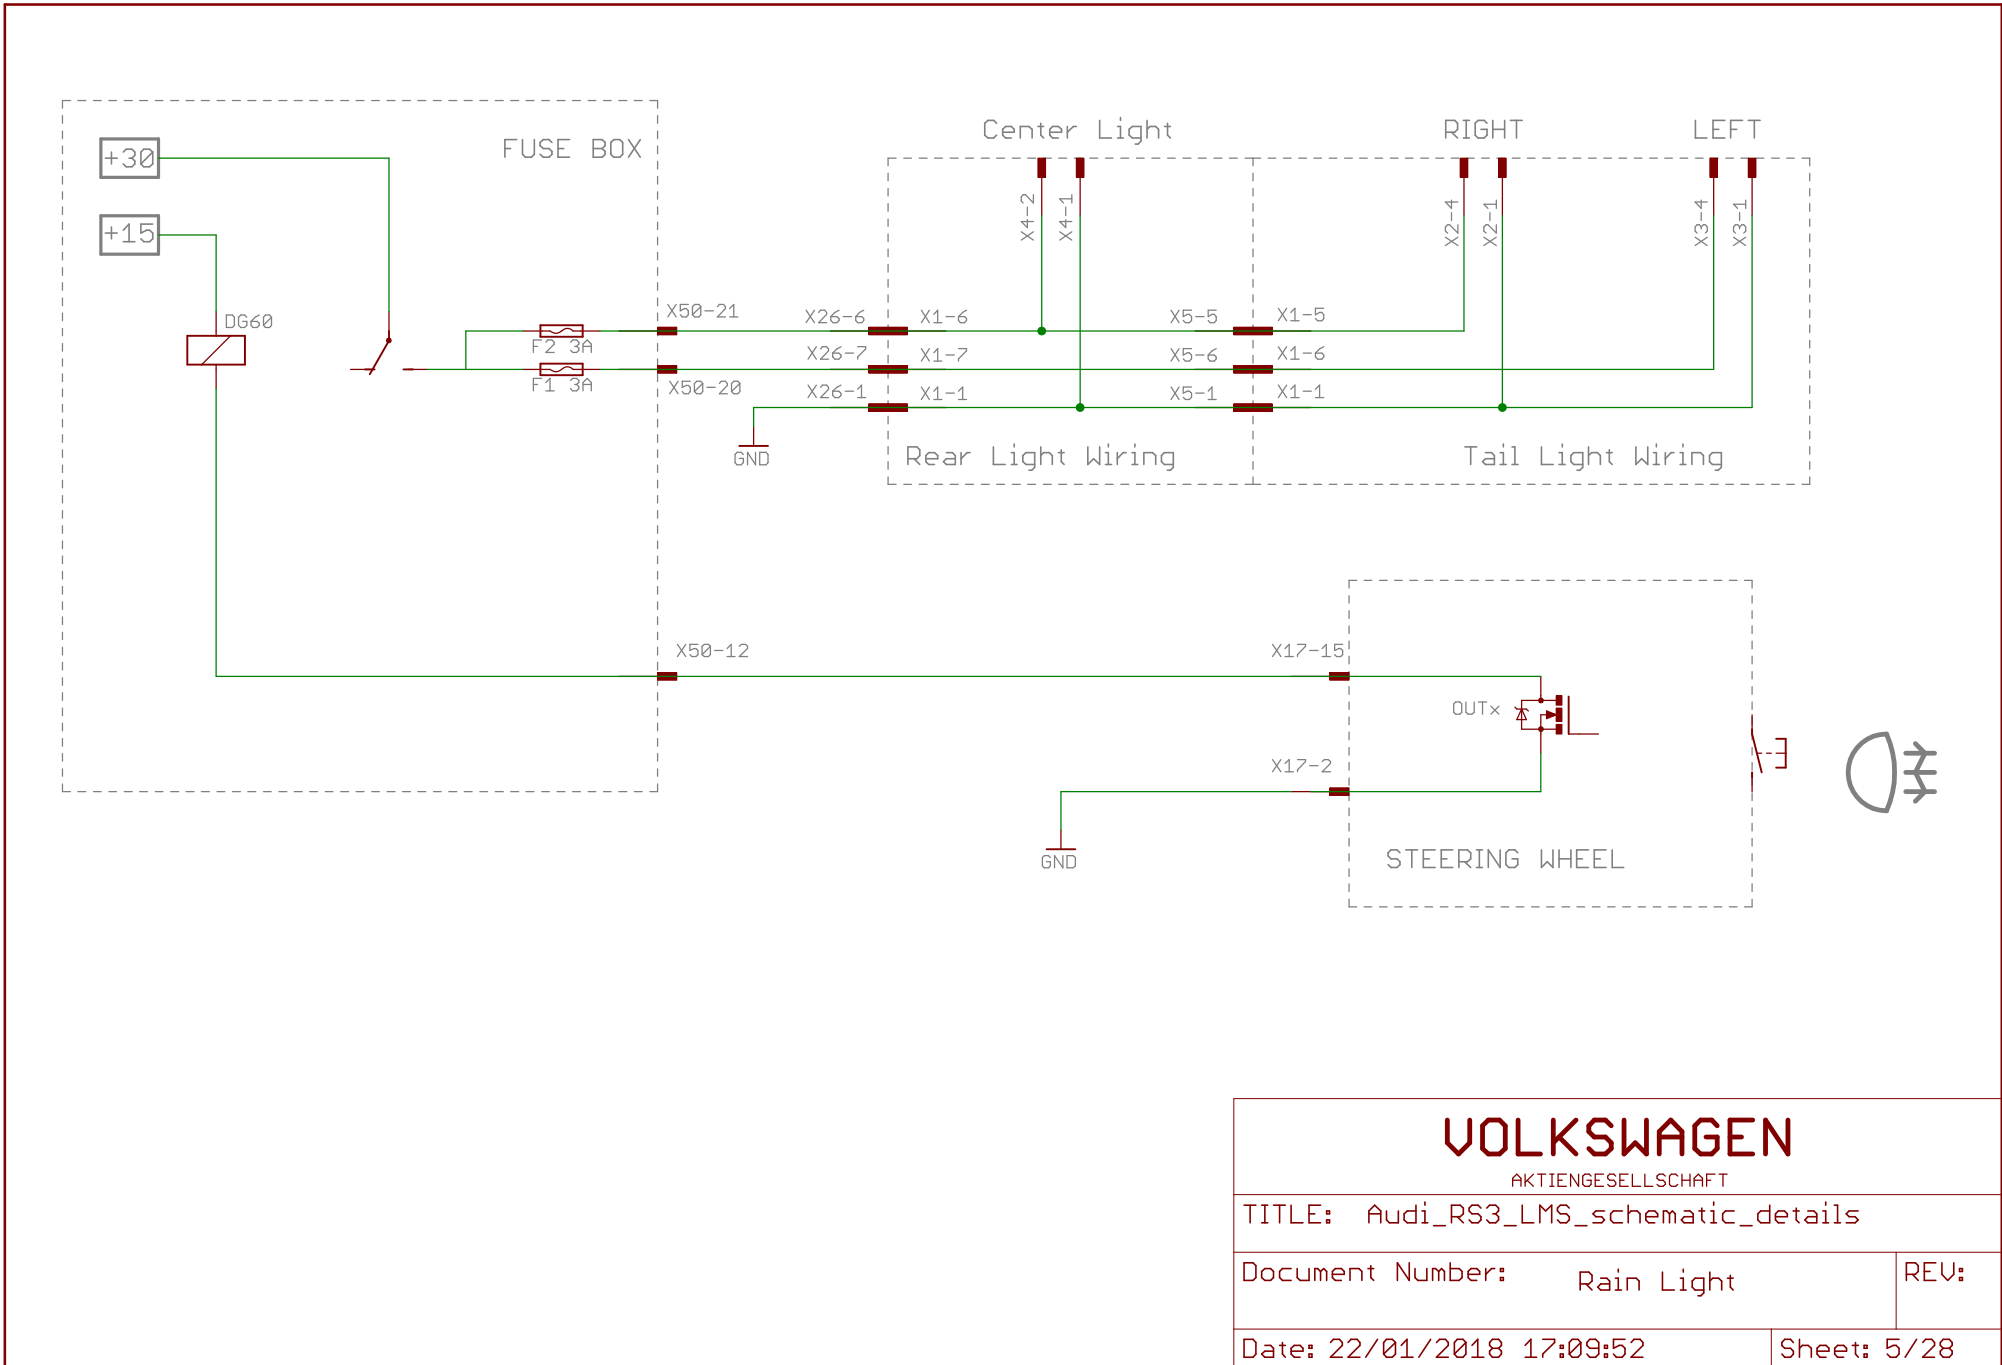 +30
FUSE BOX
+15
DG60
F2 3A
F1 3A
X50-21
X50-20
Center Light
RIGHT
LEFT
X4-2
X4-1
X2-4
X2-1
X3-4
X3-1
X26-6
X1-6
X5-5
X1-5
X26-7
X1-7
X5-6
X1-6
X26-1
X1-1
X5-1
X1-1
GND
Rear Light Wiring
Tail Light Wiring
X50-12
X17-15
OUTx
X17-2
GND
STEERING WHEEL
VOLKSWAGEN
AKTIENGESELLSCHAFT
TITLE: Audi_RS3_LMS_schematic_details
Document Number: Rain Light
REV:
Date: 22/01/2018 17:09:52
Sheet: 5/28